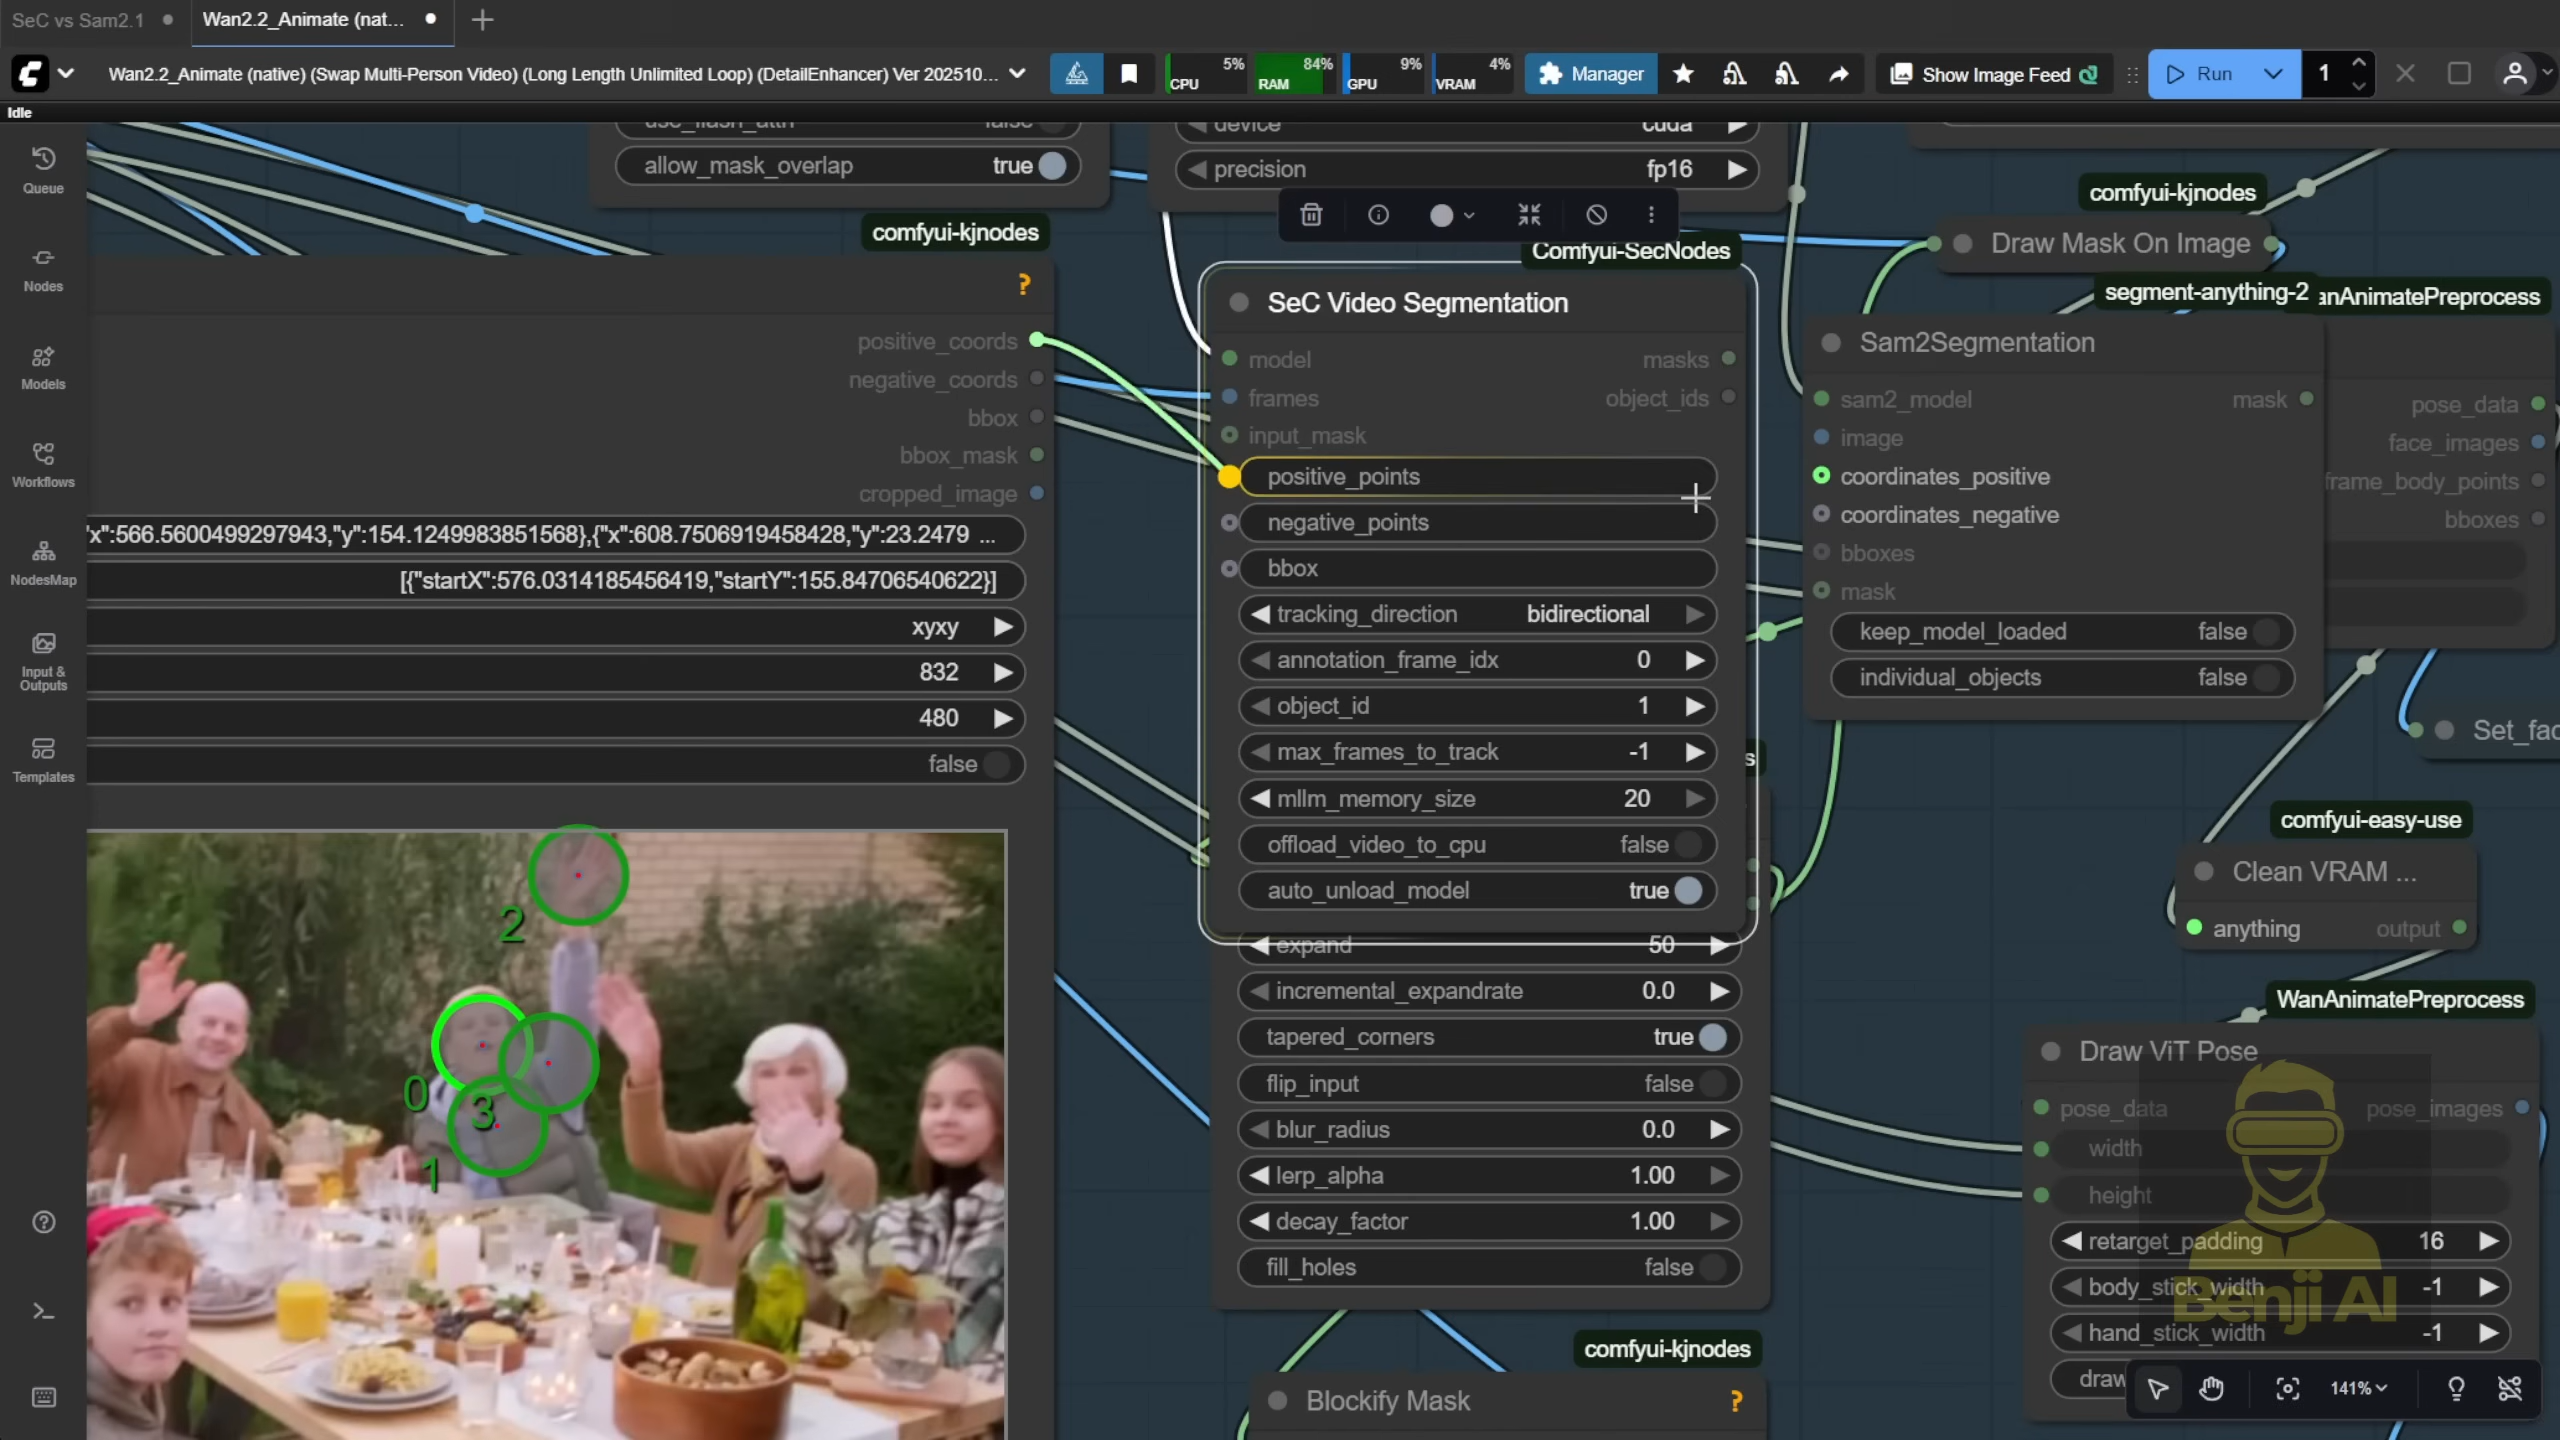 SeC vs Sam2.1
Wan2.2_Animate (nat...
Wan2.2_Animate (native) (Swap Multi-Person Video) (Long Length Unlimited Loop) (DetailEnhancer) Ver 202510...
CPU 5%
RAM 84%
GPU 9%
VRAM 4%
Manager
Show Image Feed
Run
1
Idle
Queue
Nodes
Models
Workflows
NodesMap
Input &
Outputs
Templates
use_flash_attn false
allow_mask_overlap true
device cuda
precision fp16
comfyui-kjnodes
?
positive_coords
negative_coords
bbox
bbox_mask
cropped_image
"x":566.5600499297943,"y":154.1249983851568},{"x":608.7506919458428,"y":23.2479 ...
[{"startX":576.0314185456419,"startY":155.84706540622}]
xyxy
832
480
false
2
0
3
1
Comfyui-SecNodes
SeC Video Segmentation
model masks
frames object_ids
input_mask
positive_points
negative_points
bbox
tracking_direction bidirectional
annotation_frame_idx 0
object_id 1
max_frames_to_track -1
mllm_memory_size 20
offload_video_to_cpu false
auto_unload_model true
s
expand 50
incremental_expandrate 0.0
tapered_corners true
flip_input false
blur_radius 0.0
lerp_alpha 1.00
decay_factor 1.00
fill_holes false
comfyui-kjnodes
Blockify Mask ?
comfyui-kjnodes
Draw Mask On Image
segment-anything-2
anAnimatePreprocess
Sam2Segmentation
sam2_model mask
image
coordinates_positive
coordinates_negative
bboxes
mask
keep_model_loaded false
individual_objects false
pose_data
face_images
frame_body_points
bboxes
Set_fac
comfyui-easy-use
Clean VRAM ...
anything output
WanAnimatePreprocess
Draw ViT Pose
pose_data pose_images
width
height
retarget_padding 16
body_stick_width -1
hand_stick_width -1
draw
Benji AI
141%